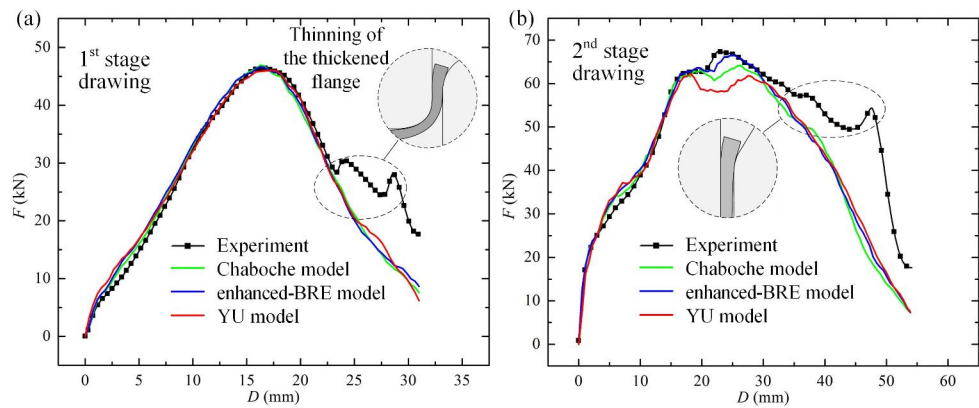 (a)
1st stage
drawing
Thinning of
the thickened
flange
Experiment
Chaboche model
enhanced-BRE model
YU model
F (kN)
50
40
30
20
10
0
0 5 10 15 20 25 30 35
D (mm)
(b)
2nd stage
drawing
Experiment
Chaboche model
enhanced-BRE model
YU model
F (kN)
70
60
50
40
30
20
10
0
0 10 20 30 40 50 60
D (mm)